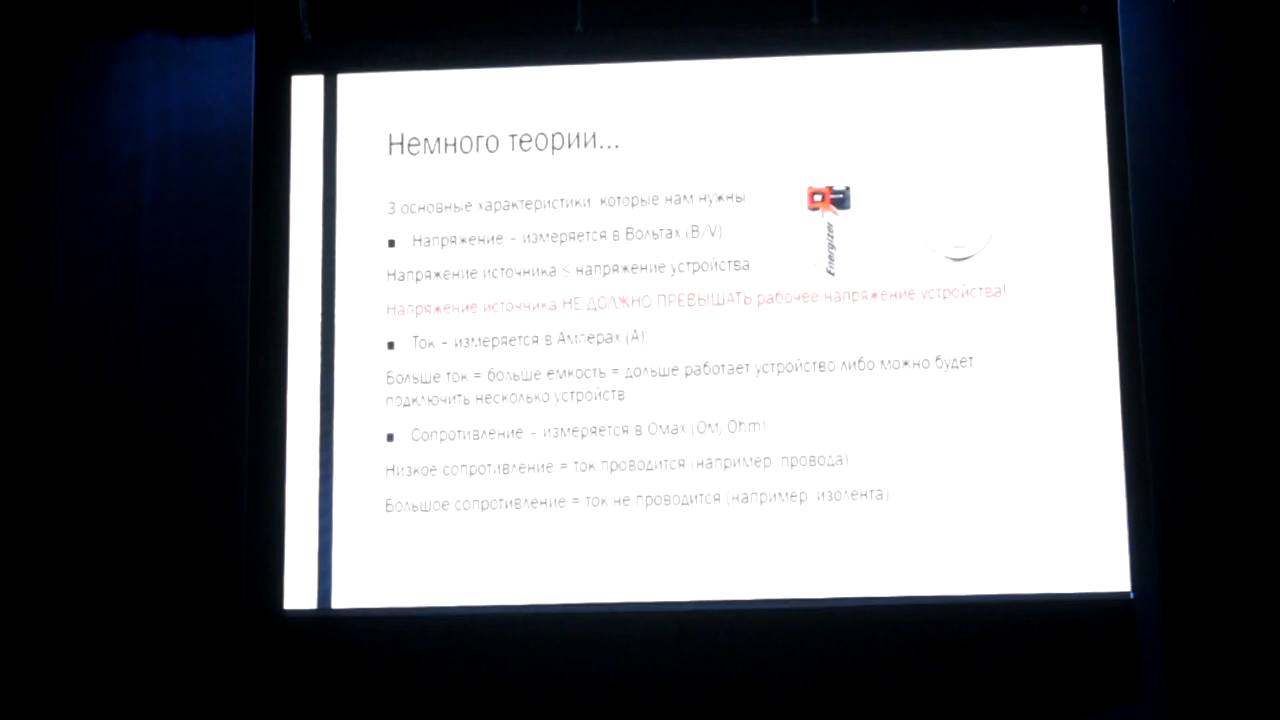 Немного теории...
3 основные характеристики которые нам нужны
▪ Напряжение – измеряется в Вольтах (В/V)
Напряжение источника ≤ напряжение устройства
Напряжение источника НЕ ДОЛЖНО ПРЕВЫШАТЬ рабочее напряжение устройства!
▪ Ток – измеряется в Амперах (А)
Больше ток = больше емкость = дольше работает устройство либо можно будет
подключить несколько устройств
▪ Сопротивление – измеряется в Омах (Ом, Ohm)
Низкое сопротивление = ток проводится (например провода)
Большое сопротивление = ток не проводится (например изолента)
Energizer